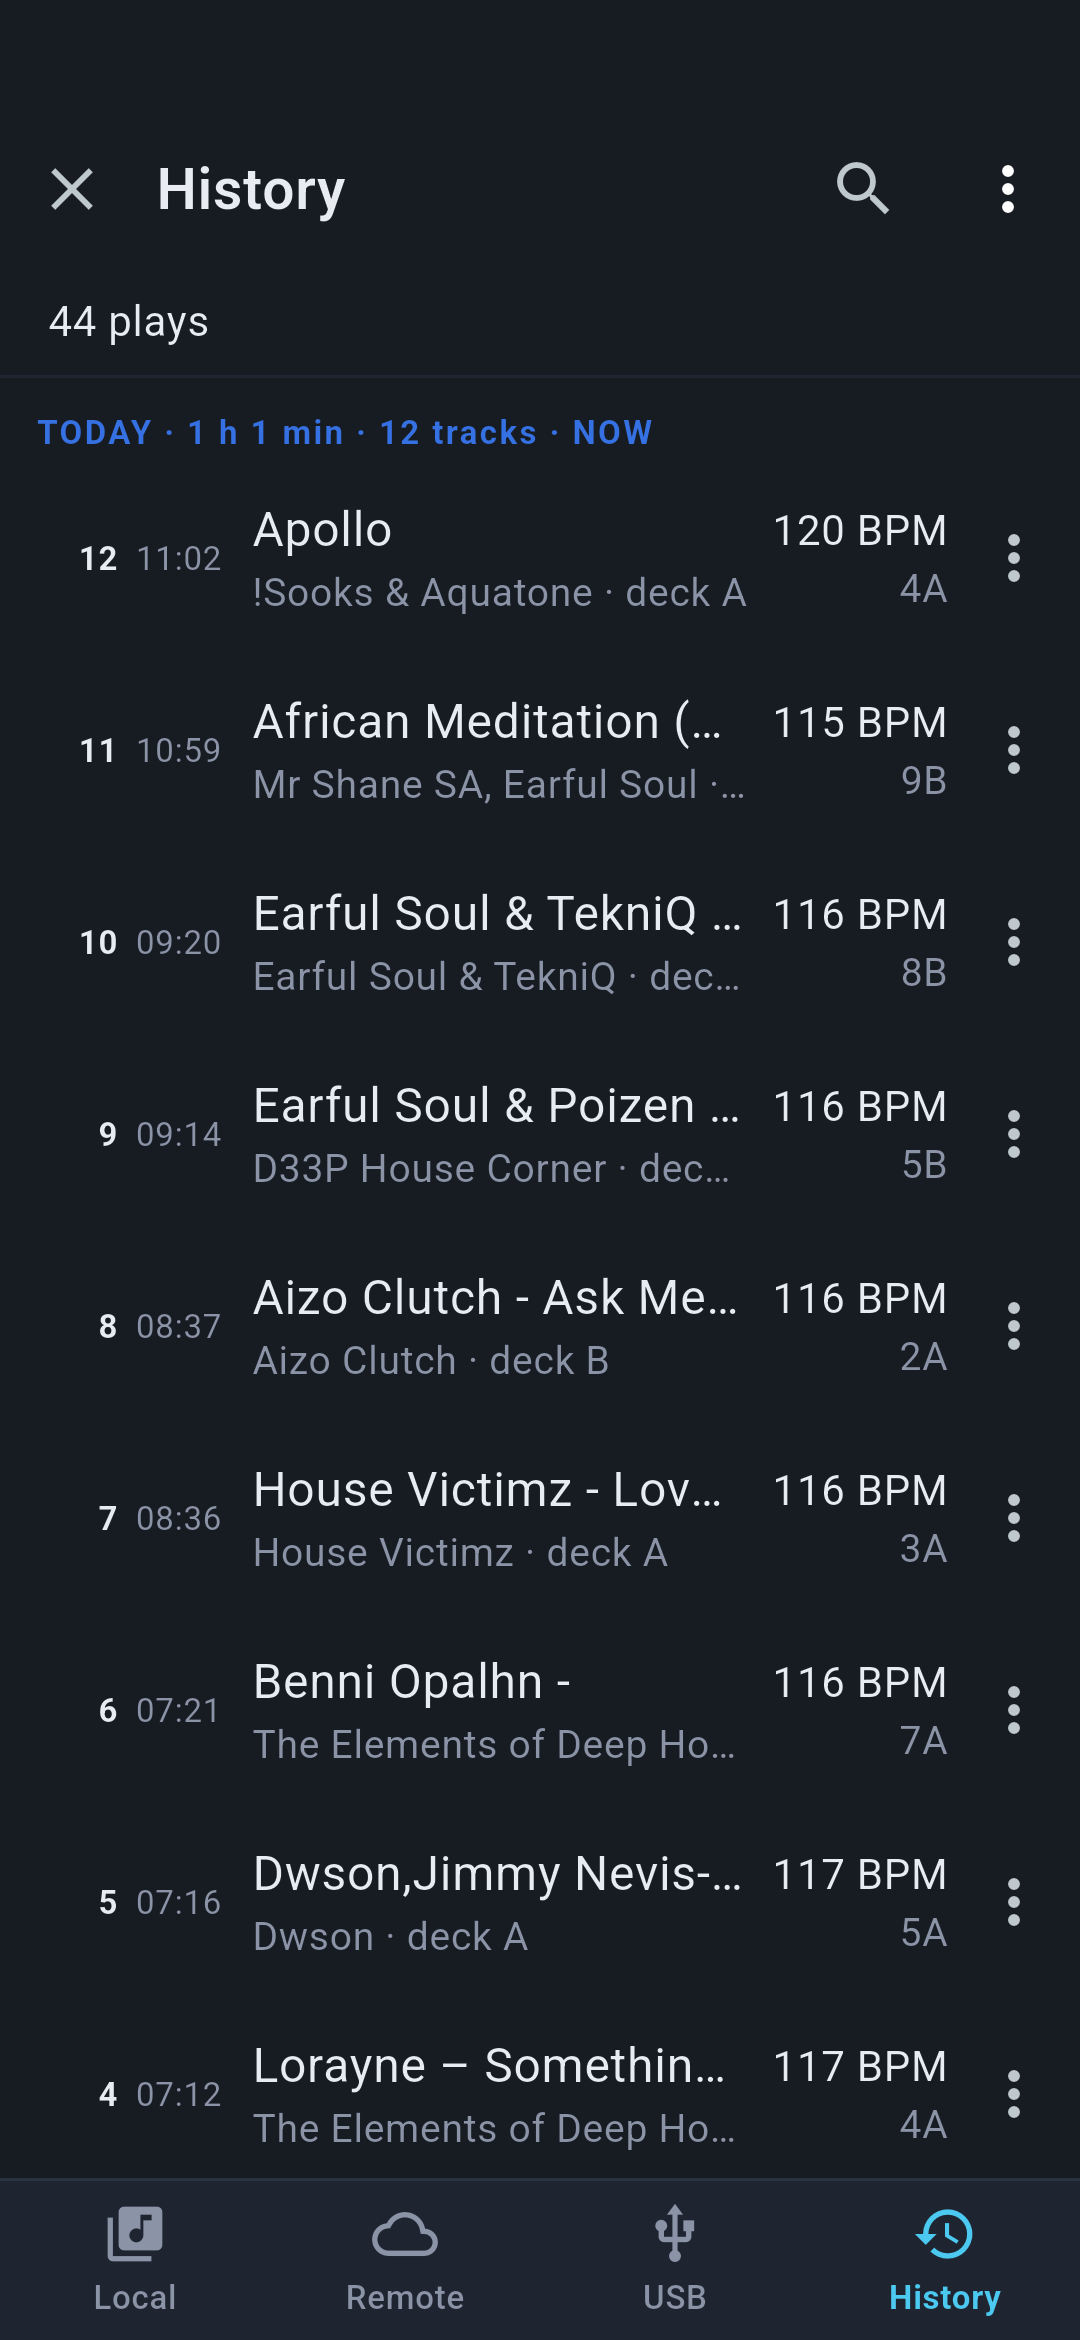 History
44 plays
TODAY · 1 h 1 min · 12 tracks · NOW
12 11:02 Apollo 120 BPM
!Sooks & Aquatone · deck A 4A
11 10:59 African Meditation (... 115 BPM
Mr Shane SA, Earful Soul ·... 9B
10 09:20 Earful Soul & TekniQ ... 116 BPM
Earful Soul & TekniQ · dec... 8B
9 09:14 Earful Soul & Poizen ... 116 BPM
D33P House Corner · dec... 5B
8 08:37 Aizo Clutch - Ask Me... 116 BPM
Aizo Clutch · deck B 2A
7 08:36 House Victimz - Lov... 116 BPM
House Victimz · deck A 3A
6 07:21 Benni Opalhn - 116 BPM
The Elements of Deep Ho... 7A
5 07:16 Dwson,Jimmy Nevis-... 117 BPM
Dwson · deck A 5A
4 07:12 Lorayne – Somethin... 117 BPM
The Elements of Deep Ho... 4A
Local Remote USB History